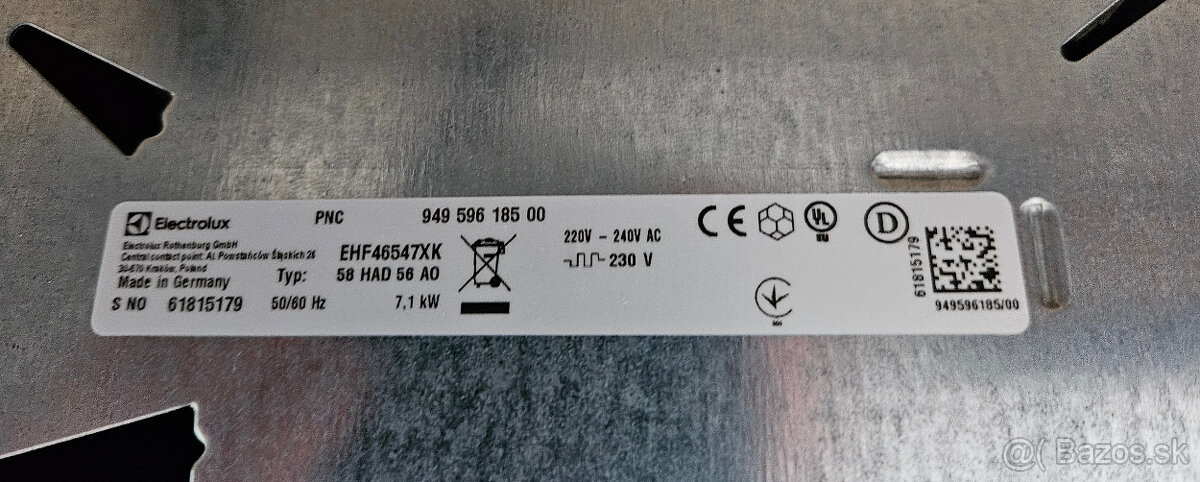 Electrolux
PNC 949 596 185 00
Electrolux Rothenburg GmbH
Central contact point: Al. Powstańców Śląskich 26
30-570 Kraków, Poland
Made in Germany
EHF46547XK
Typ: 58 HAD 56 AO
S NO 61815179 50/60 Hz 7,1 kW
220V - 240V AC
230 V
CE
UL
EU
D
61815179
949596185/00
@( Bazos.sk